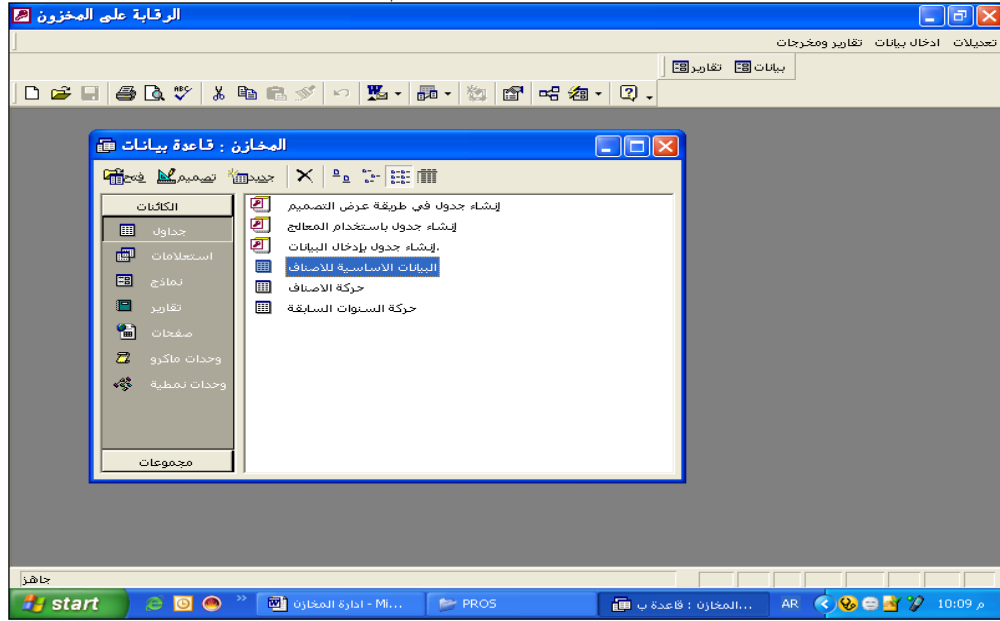 الرقابة على المخزون
تعديلات ادخال بيانات تقارير ومخرجات
بيانات تقارير
المخازن : قاعدة بيانات
فتح تصميم جديد
الكائنات
جداول
استعلامات
نماذج
تقارير
صفحات
وحدات ماكرو
وحدات نمطية
مجموعات
إنشاء جدول في طريقة عرض التصميم
إنشاء جدول باستخدام المعالج
.إنشاء جدول بإدخال البيانات
البيانات الاساسية للاصناف
حركة الاصناف
حركة السنوات السابقة
جاهز
start
ادارة المخازن - Mi...
PROS
المخازن : قاعدة ب...
AR
10:09 م